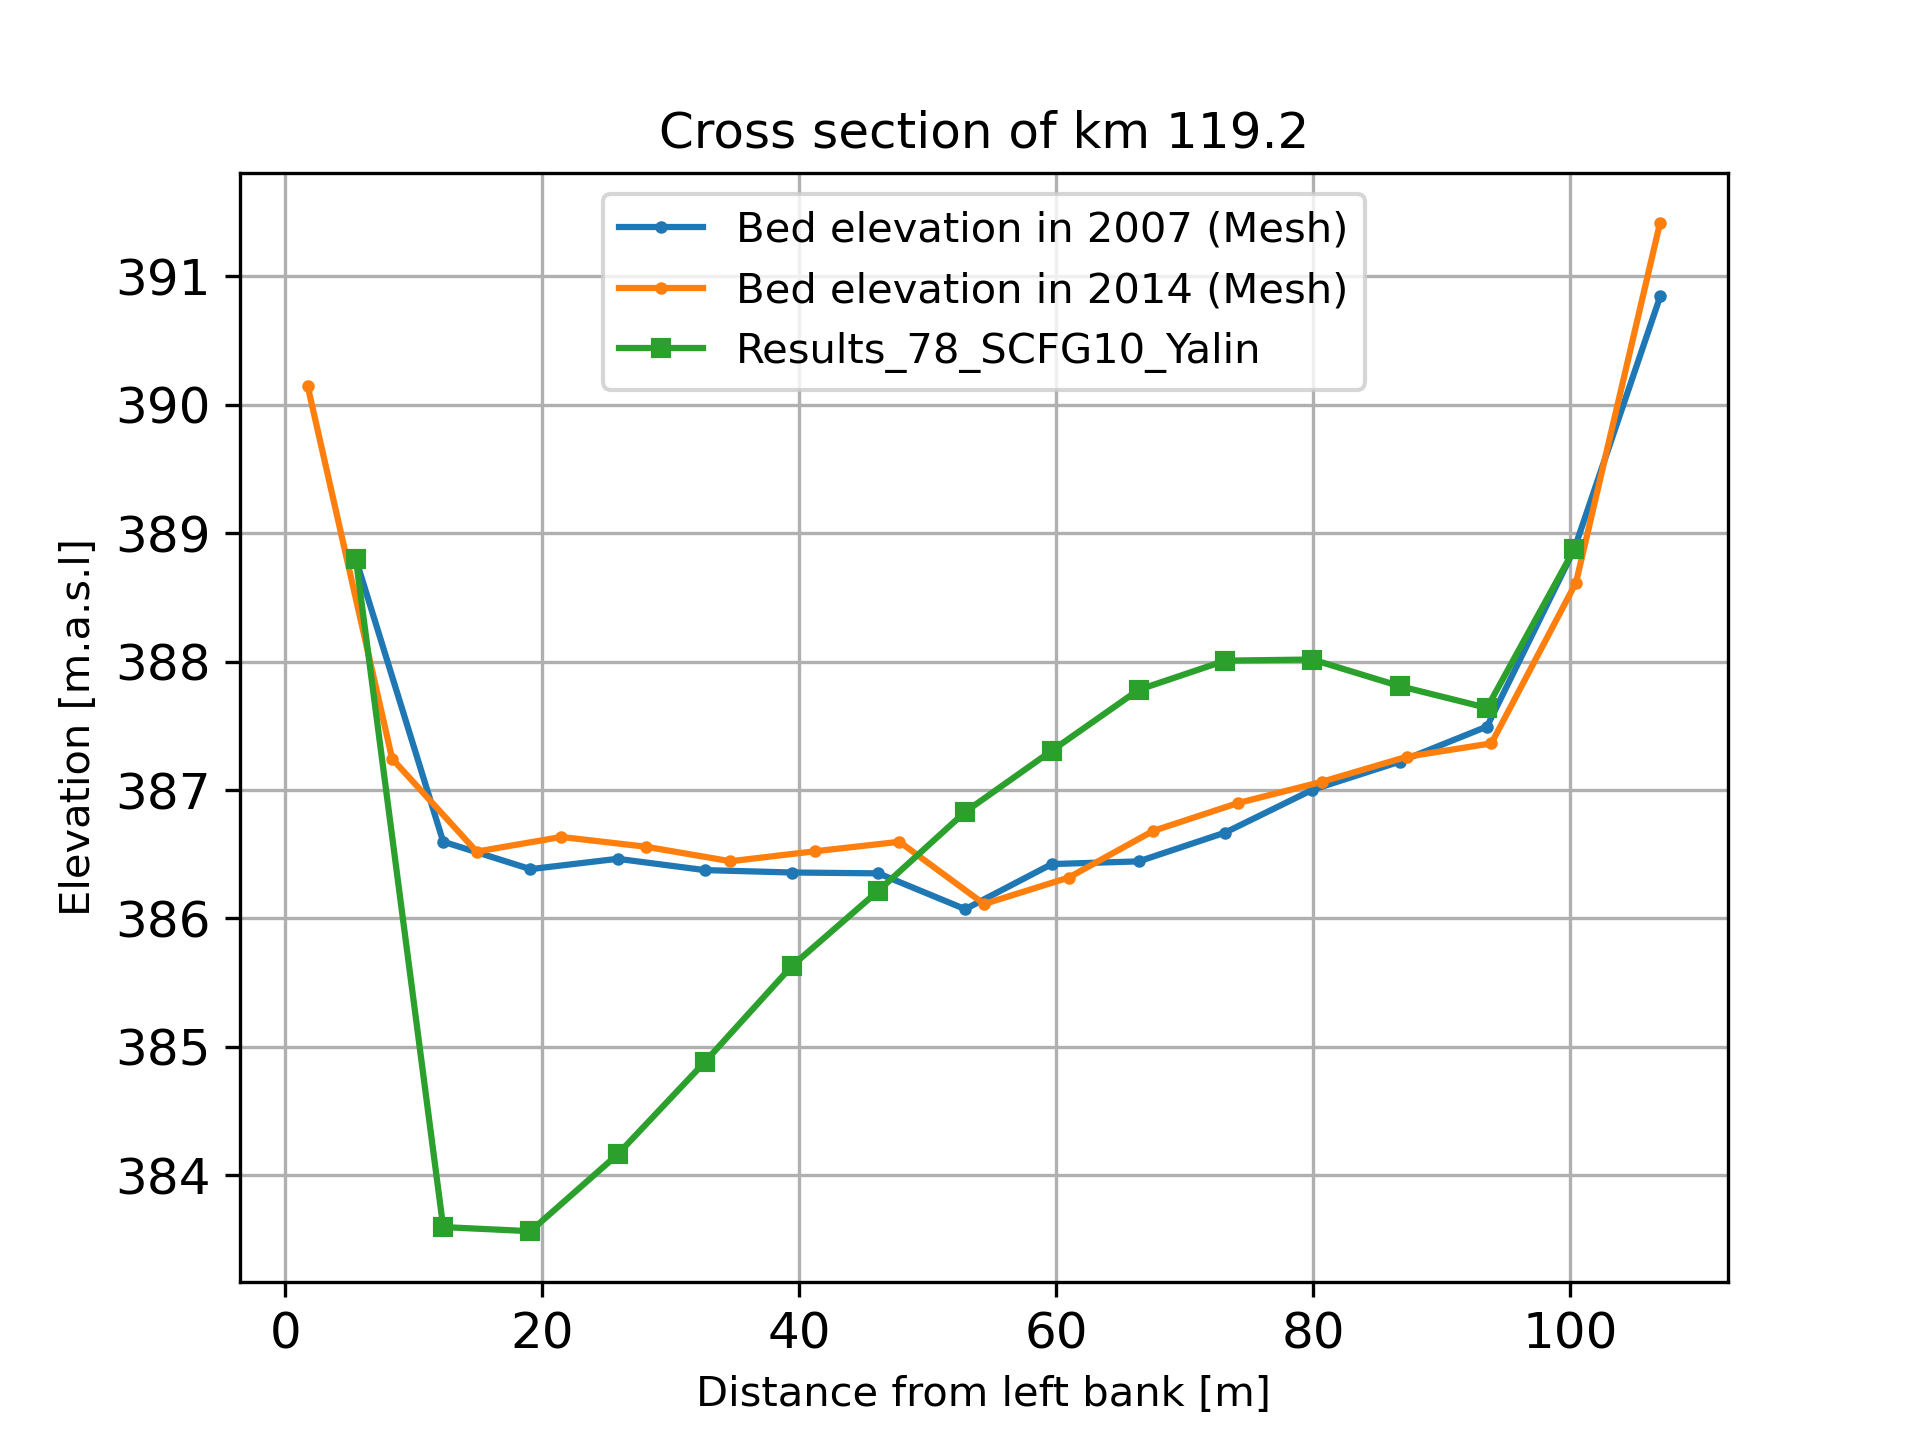 Cross section of km 119.2
Bed elevation in 2007 (Mesh)
Bed elevation in 2014 (Mesh)
Results_78_SCFG10_Yalin
Elevation [m.a.s.l]
391
390
389
388
387
386
385
384
0 20 40 60 80 100
Distance from left bank [m]